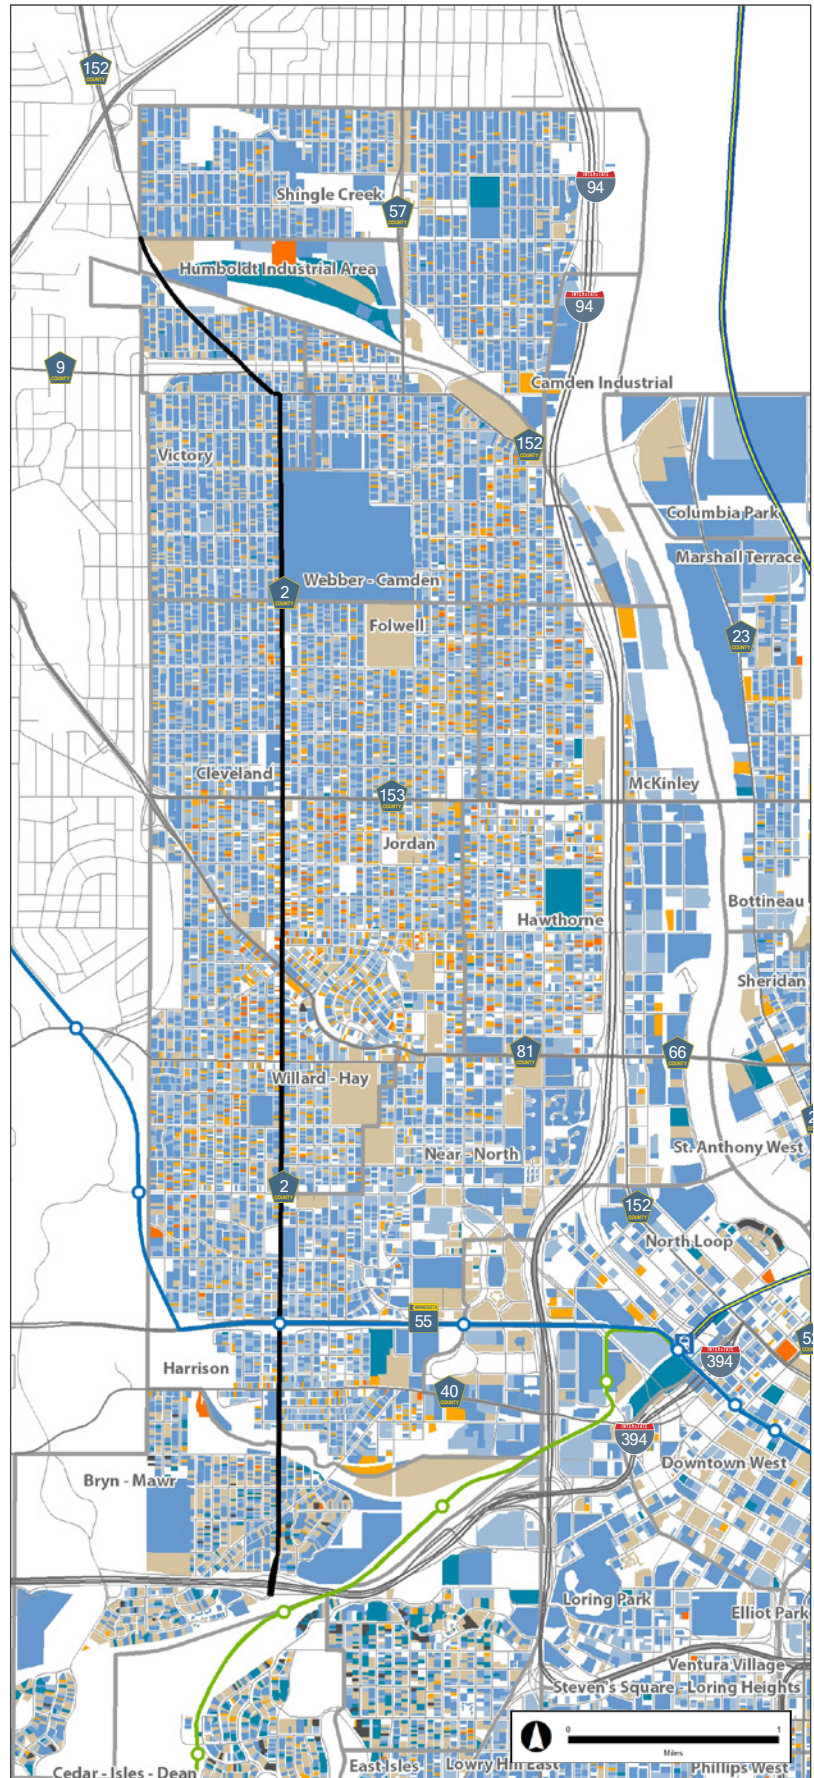 152
COUNTY
INTERSTATE
94
Shingle Creek
57
COUNTY
Humboldt Industrial Area
INTERSTATE
94
9
COUNTY
Camden Industrial
152
COUNTY
Victory
Columbia Park
Marshall Terrace
Webber - Camden
2
COUNTY
Folwell
23
COUNTY
Cleveland
McKinley
153
COUNTY
Jordan
Bottineau
Hawthorne
Sheridan
81
COUNTY
66
COUNTY
Willard - Hay
Near - North
St. Anthony West
2
COUNTY
152
COUNTY
North Loop
MINNESOTA
55
INTERSTATE
394
Harrison
40
COUNTY
INTERSTATE
394
Downtown West
Bryn - Mawr
Loring Park
Elliot Park
Ventura Village
Steven's Square - Loring Heights
0 1
Miles
Cedar - Isles - Dean
East Isles
Lowry Hill East
Phillips West